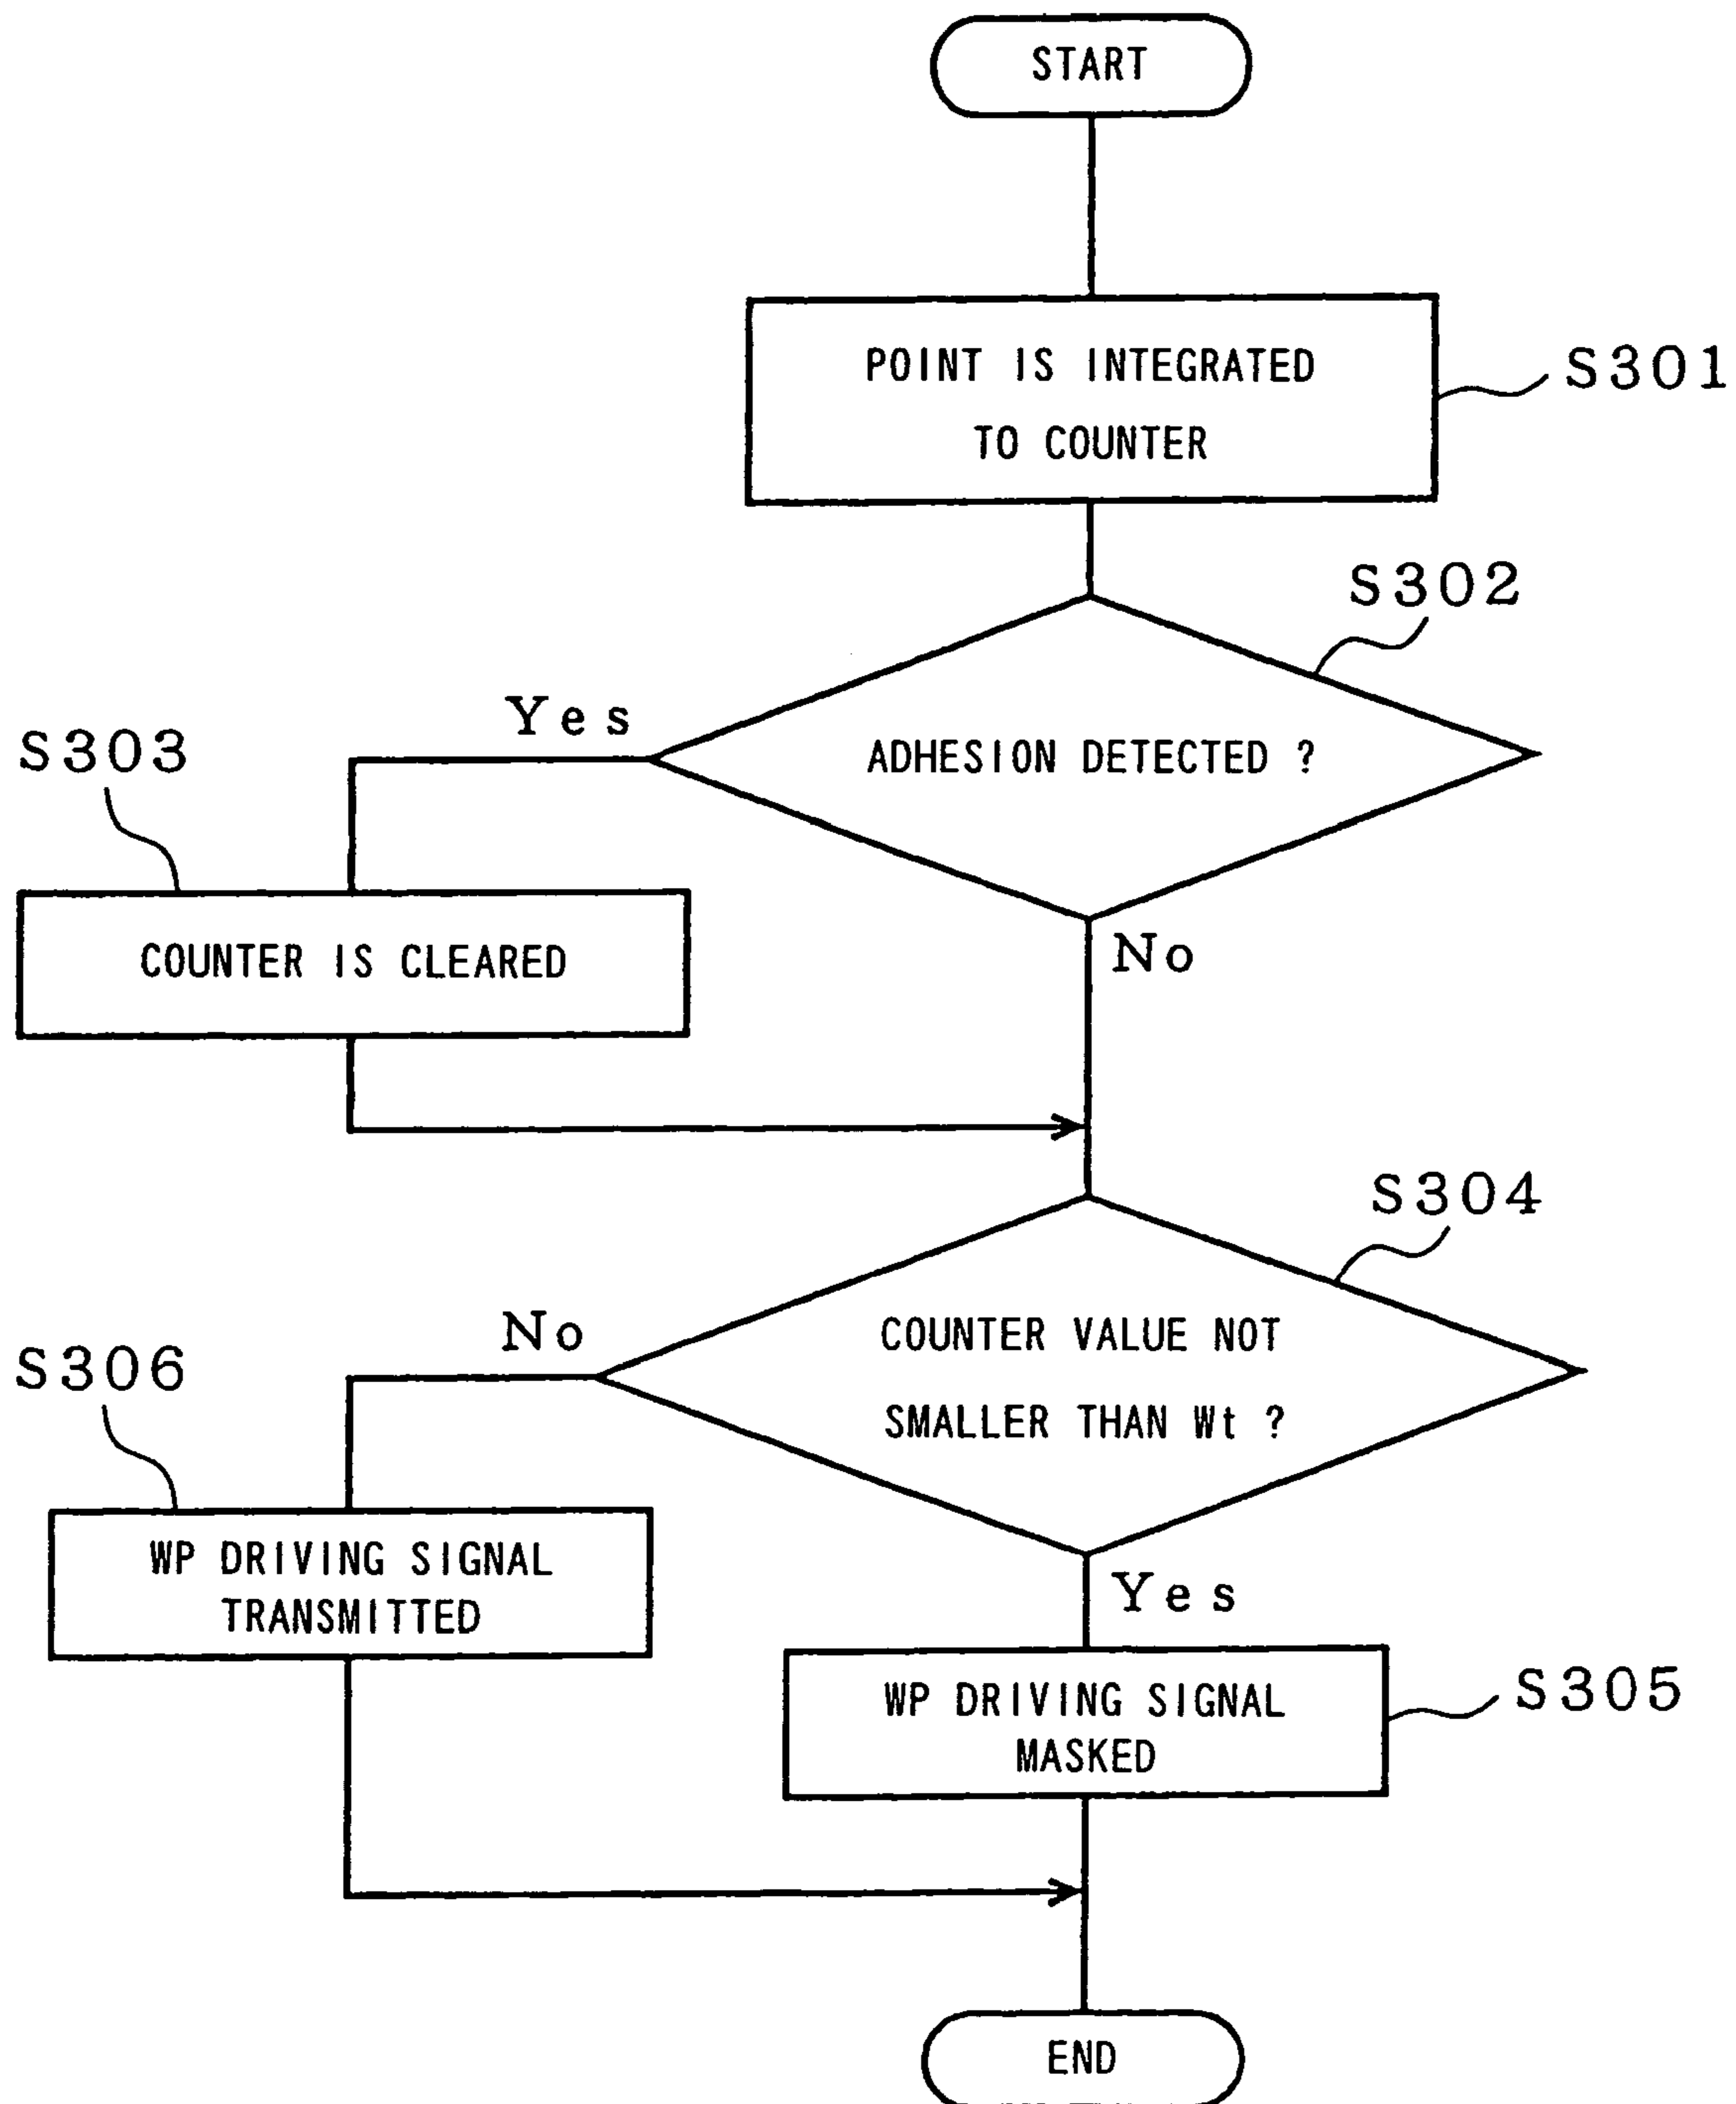 START
POINT IS INTEGRATED
TO COUNTER
S301
S302
ADHESION DETECTED ?
Yes
No
S303
COUNTER IS CLEARED
S304
COUNTER VALUE NOT
SMALLER THAN Wt ?
No
Yes
S306
WP DRIVING SIGNAL
TRANSMITTED
WP DRIVING SIGNAL
MASKED
S305
END